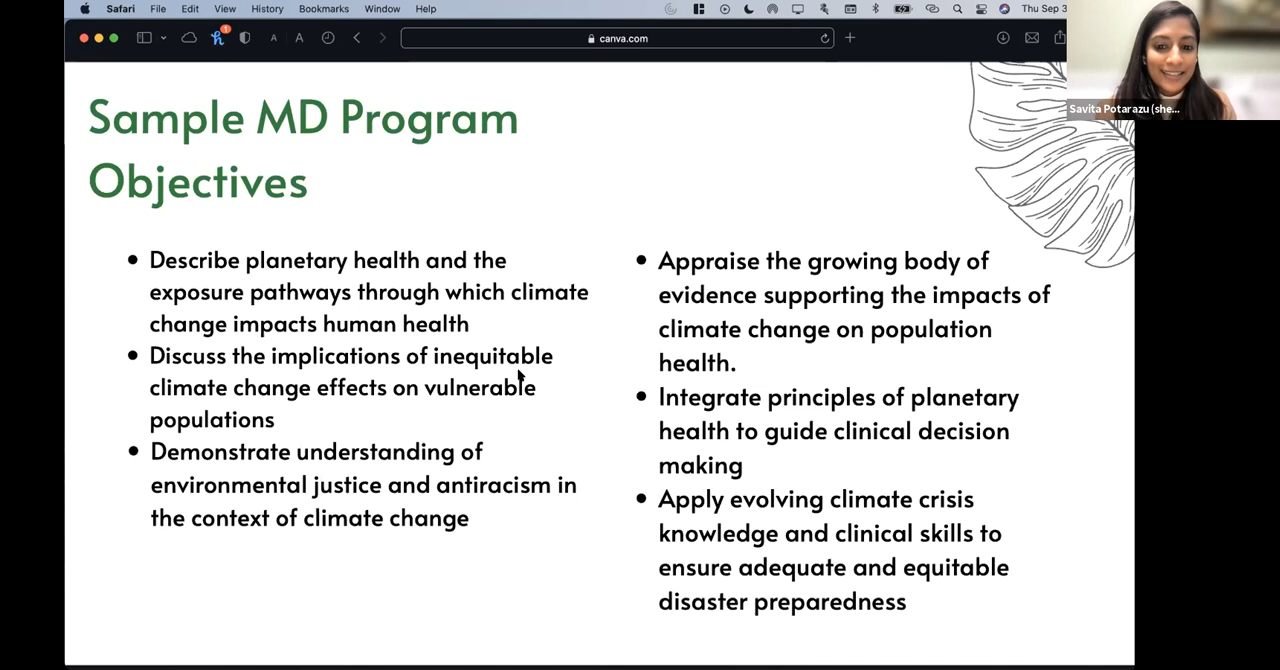 Safari File Edit View History Bookmarks Window Help Thu Sep 3
1
A A canva.com
Savita Potarazu (she...
Sample MD Program
Objectives
Describe planetary health and the
exposure pathways through which climate
change impacts human health
Discuss the implications of inequitable
climate change effects on vulnerable
populations
Demonstrate understanding of
environmental justice and antiracism in
the context of climate change
Appraise the growing body of
evidence supporting the impacts of
climate change on population
health.
Integrate principles of planetary
health to guide clinical decision
making
Apply evolving climate crisis
knowledge and clinical skills to
ensure adequate and equitable
disaster preparedness